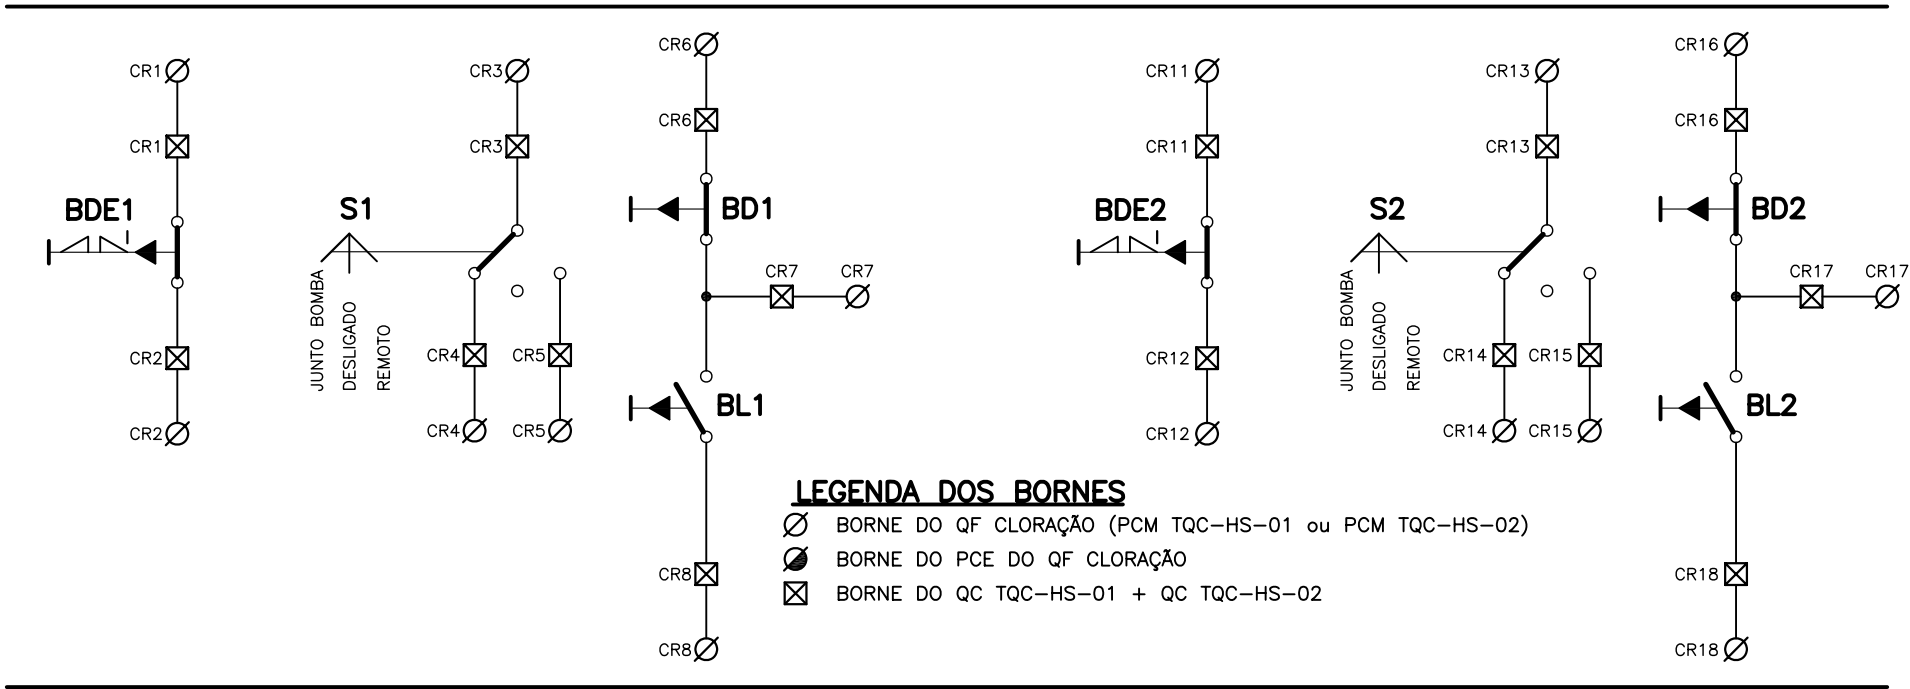 CR6
CR16
CR1
CR3
CR11
CR13
CR6
CR16
CR1
CR3
CR11
CR13
BDE1
S1
BD1
BDE2
S2
BD2
CR7
CR7
CR17
CR17
JUNTO BOMBA
DESLIGADO
REMOTO
JUNTO BOMBA
DESLIGADO
REMOTO
CR2
CR4
CR5
CR12
CR14
CR15
BL1
BL2
CR2
CR4
CR5
CR12
CR14
CR15
LEGENDA DOS BORNES
BORNE DO QF CLORAÇÃO (PCM TQC-HS-01 ou PCM TQC-HS-02)
BORNE DO PCE DO QF CLORAÇÃO
BORNE DO QC TQC-HS-01 + QC TQC-HS-02
CR8
CR18
CR8
CR18